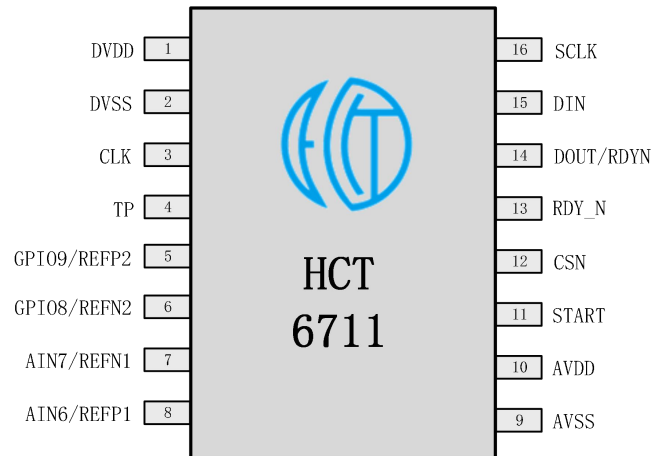 DVDD 1
DVSS 2
CLK 3
TP 4
GPIO9/REFP2 5
GPIO8/REFN2 6
AIN7/REFN1 7
AIN6/REFP1 8
HCT
HCT
6711
16 SCLK
15 DIN
14 DOUT/RDYN
13 RDY_N
12 CSN
11 START
10 AVDD
9 AVSS